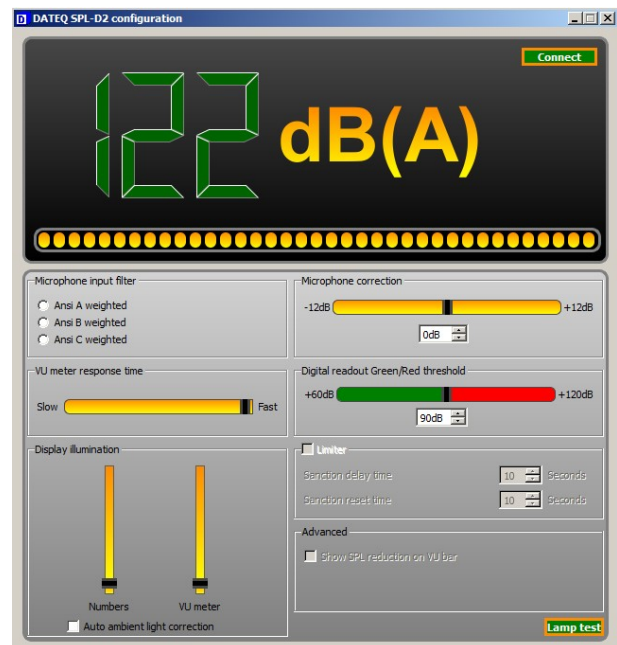 DATEQ SPL-D2 configuration
Connect
122 dB(A)
Microphone input filter
Ansi A weighted
Ansi B weighted
Ansi C weighted
Microphone correction
-12dB +12dB
0dB
VU meter response time
Slow Fast
Digital readout Green/Red threshold
+60dB +120dB
90dB
Display illumination
Numbers VU meter
Auto ambient light correction
Limiter
Sanction delay time 10 Seconds
Sanction reset time 10 Seconds
Advanced
Show SPL reduction on VU bar
Lamp test